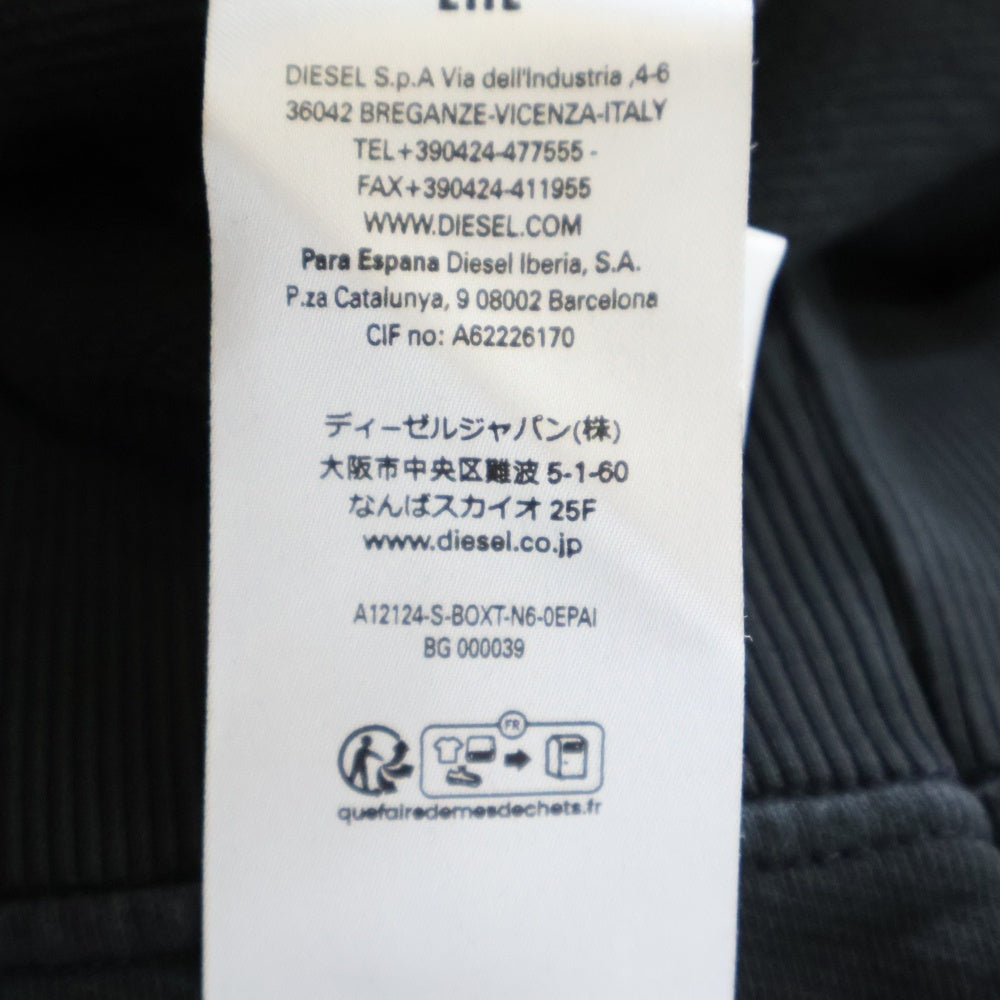 DIESEL S.p.A Via dell'Industria ,4-6
36042 BREGANZE-VICENZA-ITALY
TEL+390424-477555 -
FAX+390424-411955
WWW.DIESEL.COM
Para Espana Diesel Iberia, S.A.
P.za Catalunya, 9 08002 Barcelona
CIF no: A62226170
ディーゼルジャパン(株)
大阪市中央区難波 5-1-60
なんばスカイオ 25F
www.diesel.co.jp
A12124-S-BOXT-N6-0EPAI
BG 000039
FR
quefairedemesdechets.fr